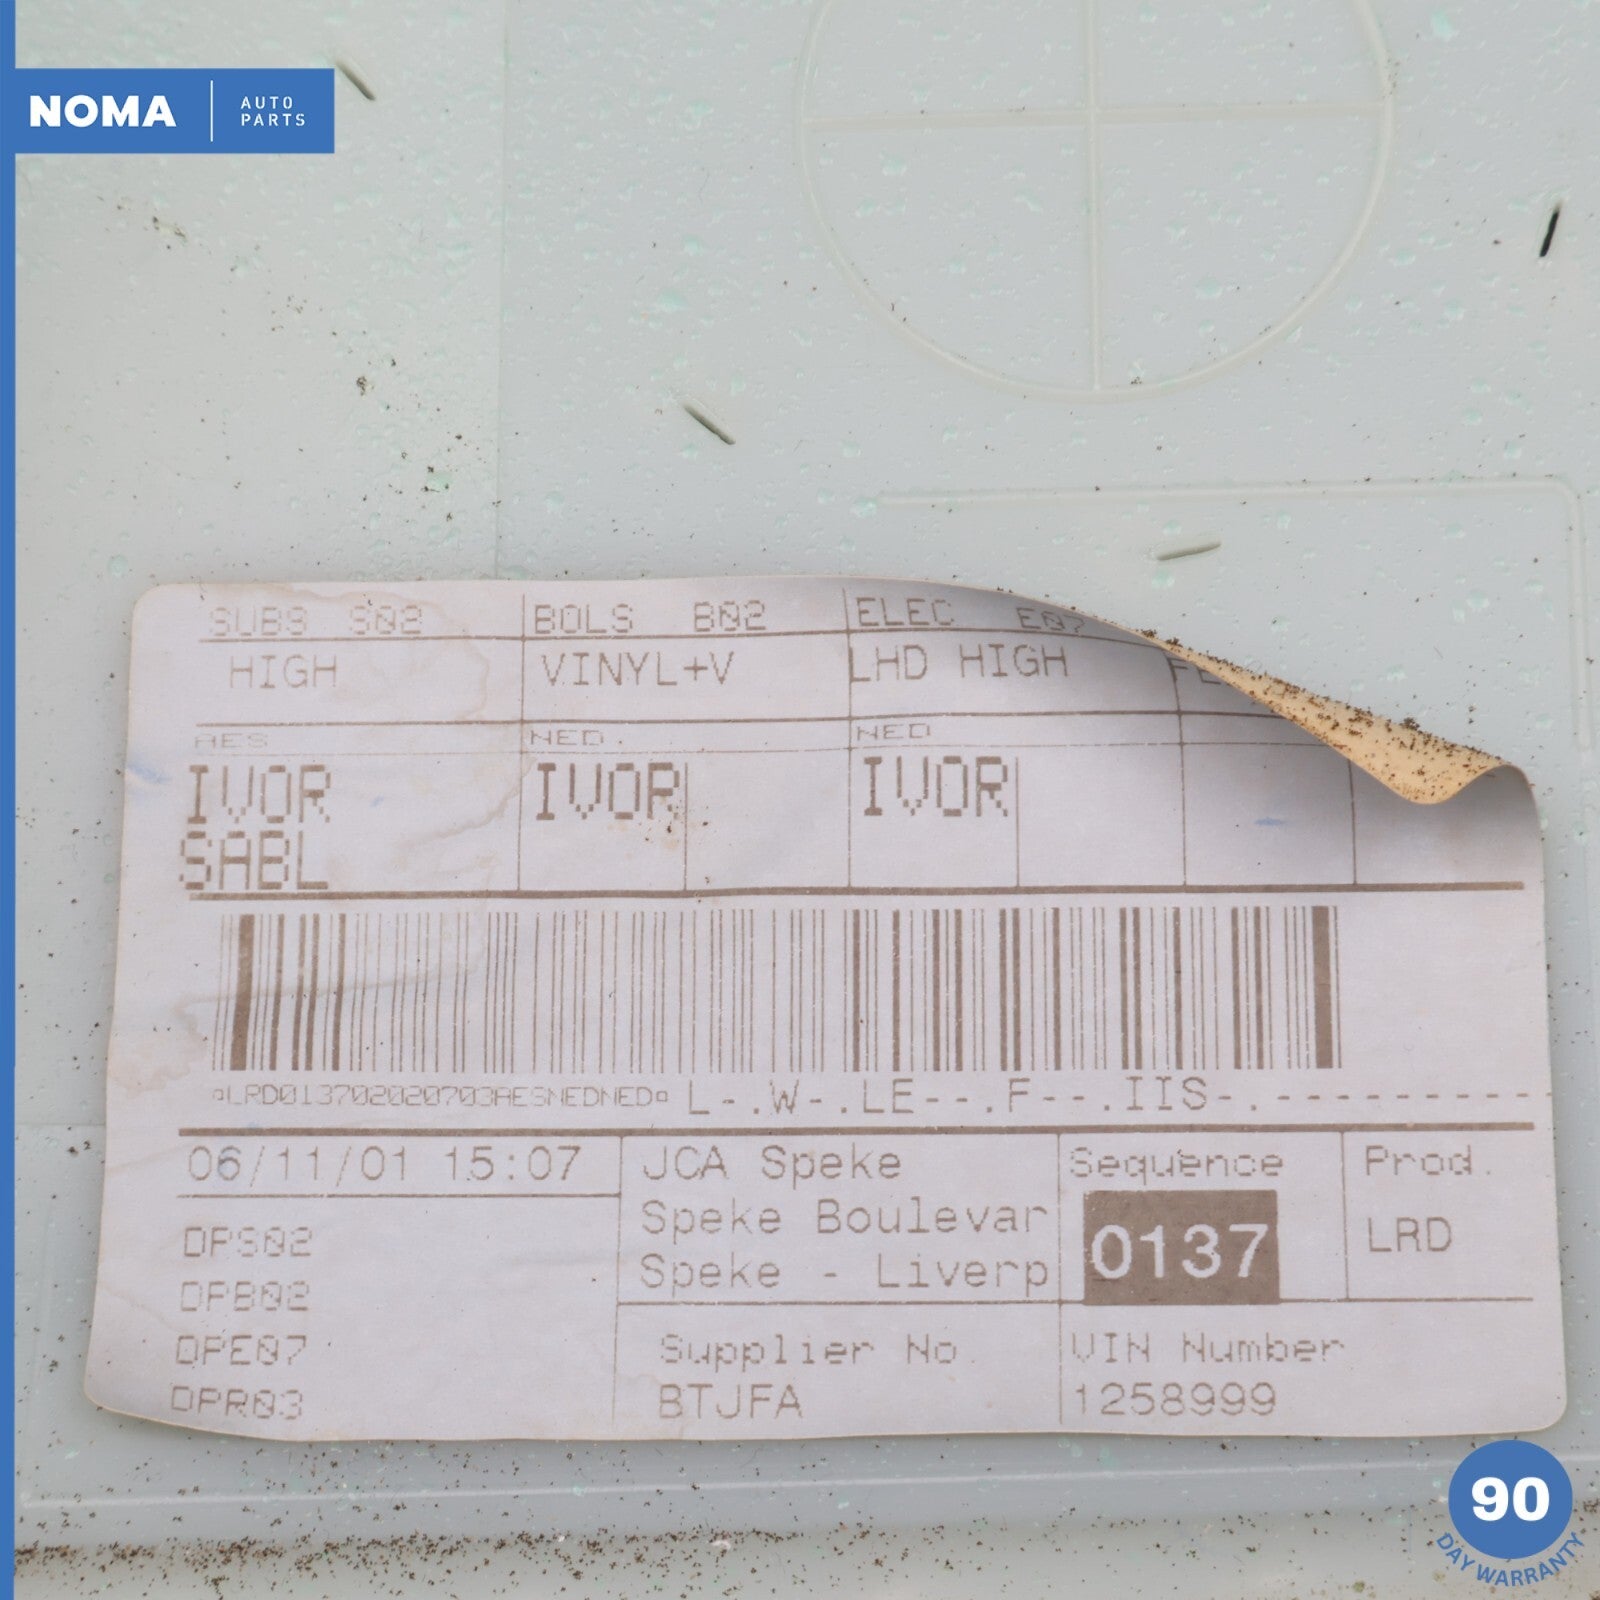 NOMA
AUTO
PARTS
SUBS S02 BOLS B02 ELEC E07
HIGH VINYL+V LHD HIGH
AES NED. NED
IVOR IVOR IVOR
SABL
¤LRD013702020703AESNEDNED¤ L-.W-.LE--.F--.IIS-.----------
06/11/01 15:07 JCA Speke Sequence Prod.
Speke Boulevar 0137 LRD
DPS02 Speke - Liverp
DPB02
DPE07 Supplier No. VIN Number
DPR03 BTJFA 1258999
90
DAY WARRANTY